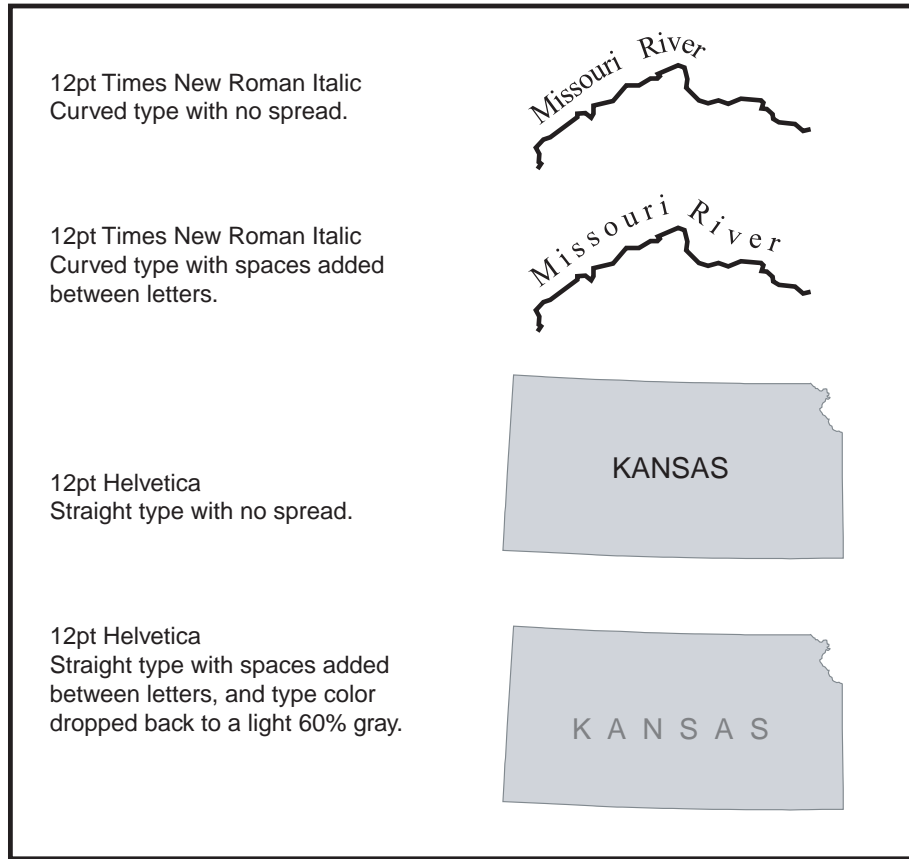 12pt Times New Roman Italic
Curved type with no spread.
Missouri River
12pt Times New Roman Italic
Curved type with spaces added
between letters.
Missouri River
12pt Helvetica
Straight type with no spread.
KANSAS
12pt Helvetica
Straight type with spaces added
between letters, and type color
dropped back to a light 60% gray.
K A N S A S